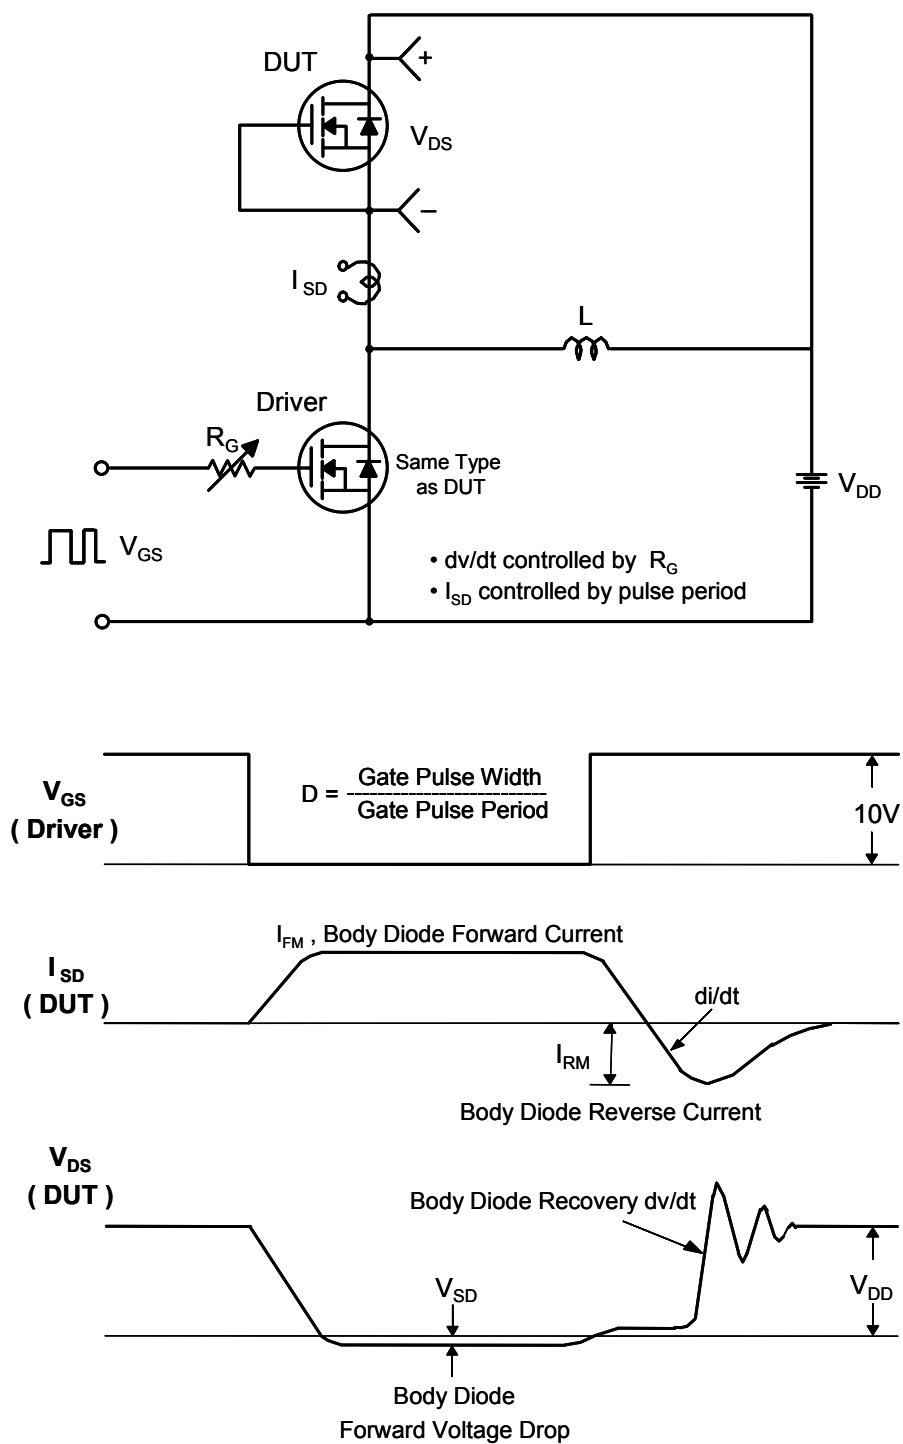 DUT
+
V_DS
–
I_SD
L
Driver
R_G
Same Type
as DUT
V_DD
V_GS
• dv/dt controlled by R_G
• I_SD controlled by pulse period
V_GS
( Driver )
D = Gate Pulse Width
Gate Pulse Period
10V
I_FM , Body Diode Forward Current
I_SD
( DUT )
di/dt
I_RM
Body Diode Reverse Current
V_DS
( DUT )
Body Diode Recovery dv/dt
V_SD
V_DD
Body Diode
Forward Voltage Drop